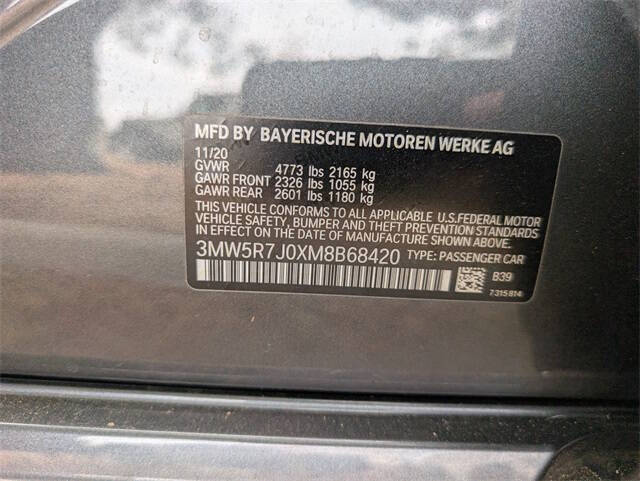 MFD BY BAYERISCHE MOTOREN WERKE AG
11/20
GVWR 4773 lbs 2165 kg
GAWR FRONT 2326 lbs 1055 kg
GAWR REAR 2601 lbs 1180 kg
THIS VEHICLE CONFORMS TO ALL APPLICABLE U.S.FEDERAL MOTOR
VEHICLE SAFETY, BUMPER AND THEFT PREVENTION STANDARDS
IN EFFECT ON THE DATE OF MANUFACTURE SHOWN ABOVE.
3MW5R7J0XM8B68420 TYPE: PASSENGER CAR
B39
7315814